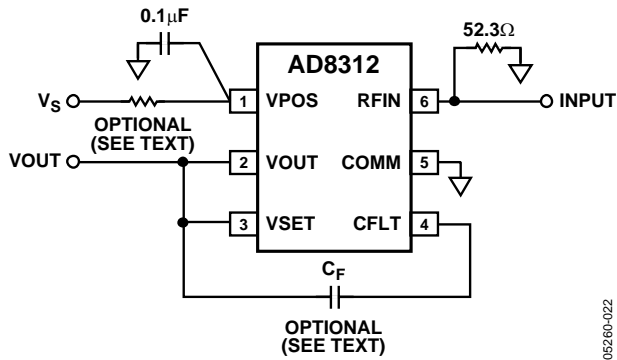 0.1μF
52.3Ω
AD8312
VS
1 VPOS RFIN 6
INPUT
OPTIONAL
(SEE TEXT)
VOUT
2 VOUT COMM 5
3 VSET CFLT 4
CF
OPTIONAL
(SEE TEXT)
05260-022